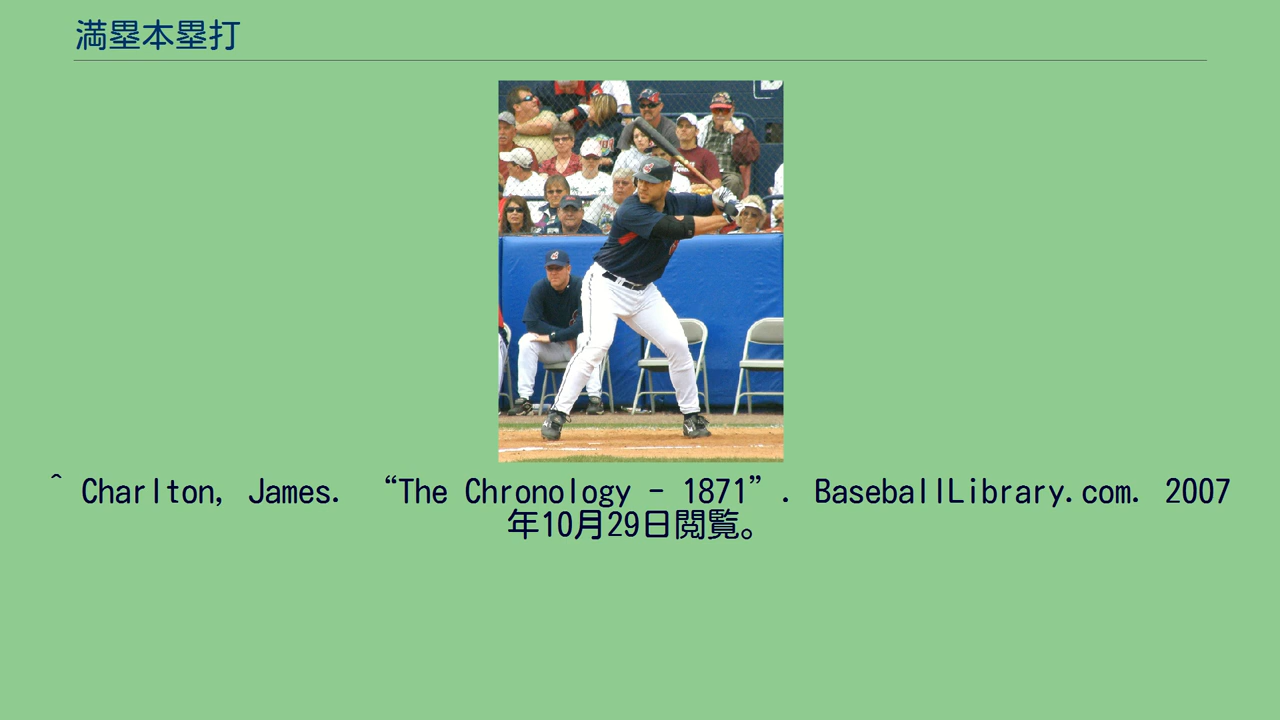 満塁本塁打
^ Charlton, James. “The Chronology - 1871”. BaseballLibrary.com. 2007
年10月29日閲覧。